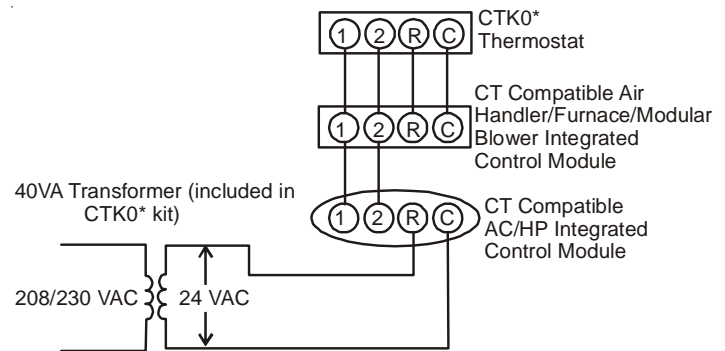 CTK0*
Thermostat
1 2 R C
CT Compatible Air
Handler/Furnace/Modular
Blower Integrated
Control Module
1 2 R C
40VA Transformer (included in
CTK0* kit)
CT Compatible
AC/HP Integrated
Control Module
1 2 R C
208/230 VAC
24 VAC